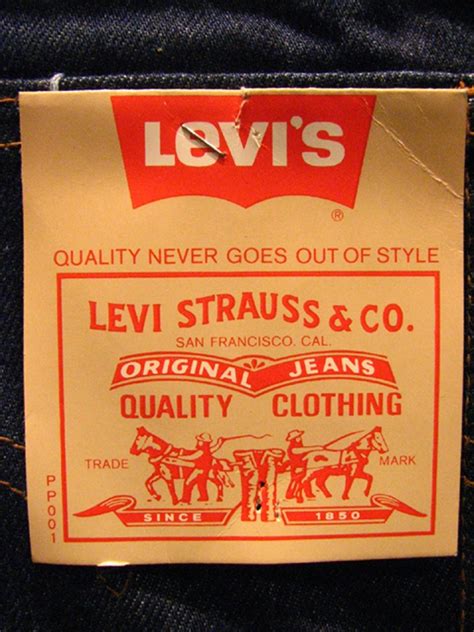 LEVI'S
®
QUALITY NEVER GOES OUT OF STYLE
LEVI STRAUSS & CO.
SAN FRANCISCO. CAL.
ORIGINAL JEANS
QUALITY CLOTHING
TRADE MARK
SINCE 1850
PP001